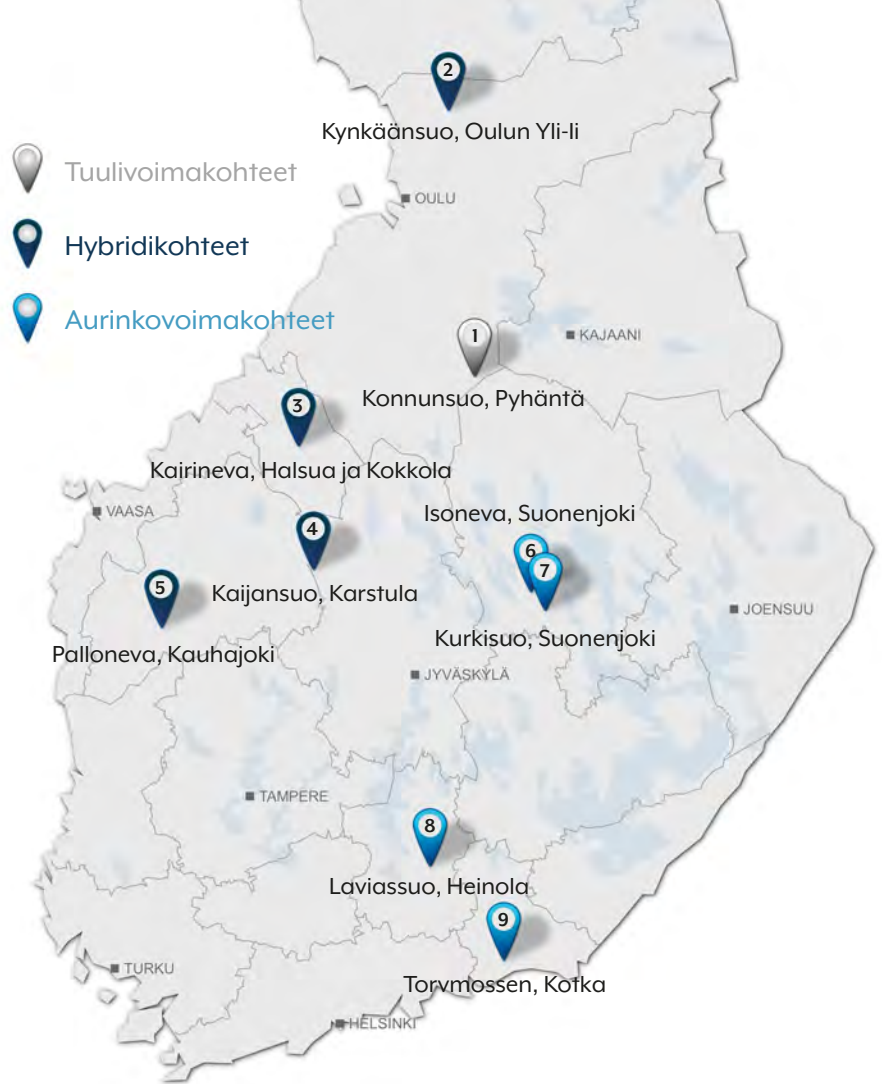 2
Kynkäänsuo, Oulun Yli-li
Tuulivoimakohteet
OULU
Hybridikohteet
Aurinkovoimakohteet
1
KAJAANI
Konnunsuo, Pyhäntä
3
Kairineva, Halsua ja Kokkola
VAASA
Isoneva, Suonenjoki
4
6
7
5
Kaijansuo, Karstula
JOENSUU
Kurkisuo, Suonenjoki
Palloneva, Kauhajoki
JYVÄSKYLÄ
TAMPERE
8
Laviassuo, Heinola
9
TURKU
Torvmossen, Kotka
HELSINKI